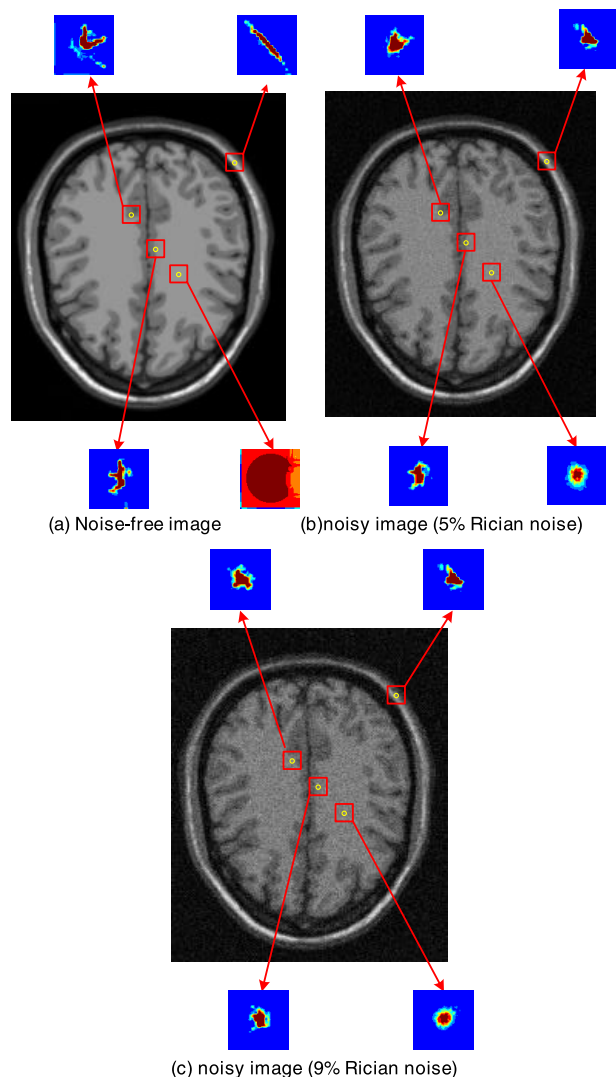 (a) Noise-free image
(b)noisy image (5% Rician noise)
(c) noisy image (9% Rician noise)